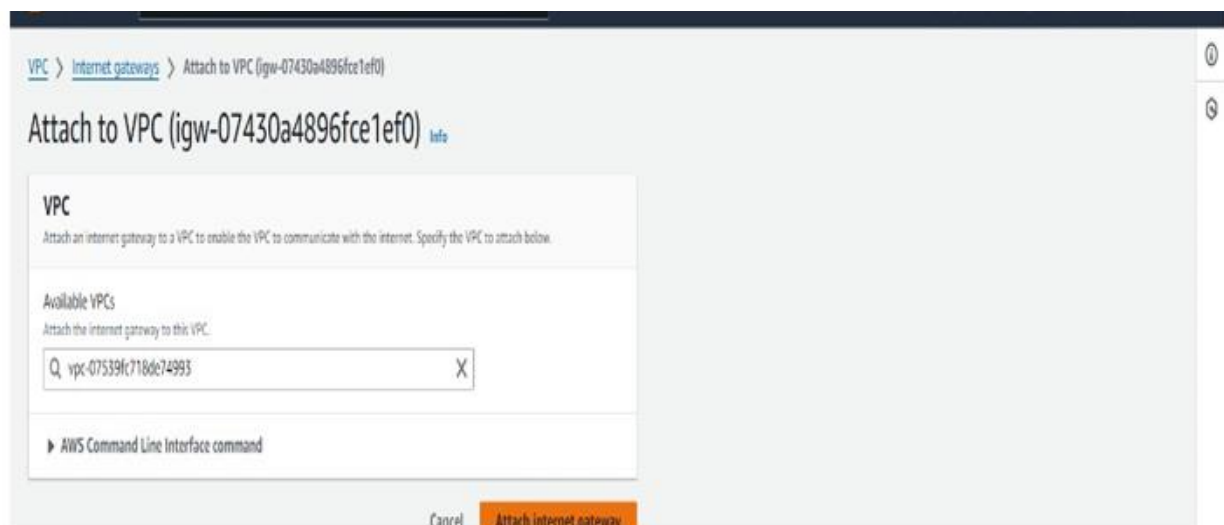 VPC > Internet gateways > Attach to VPC (igw-07430a4896fce1ef0)
Attach to VPC (igw-07430a4896fce1ef0) Info
VPC
Attach an internet gateway to a VPC to enable the VPC to communicate with the internet. Specify the VPC to attach below.
Available VPCs
Attach the internet gateway to this VPC.
vpc-07539fc718de74993
AWS Command Line Interface command
Cancel Attach internet gateway